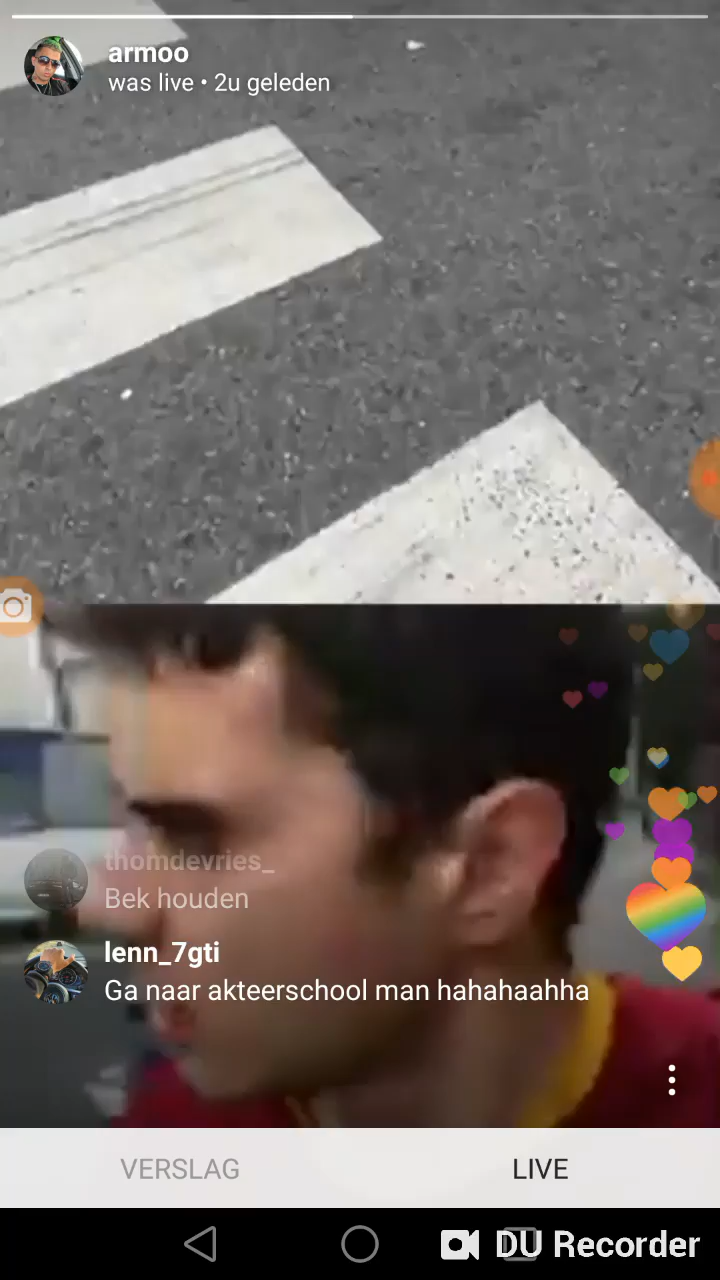 armoo
was live • 2u geleden
thomdevries_
Bek houden
lenn_7gti
Ga naar akteerschool man hahahaahha
VERSLAG
LIVE
DU Recorder